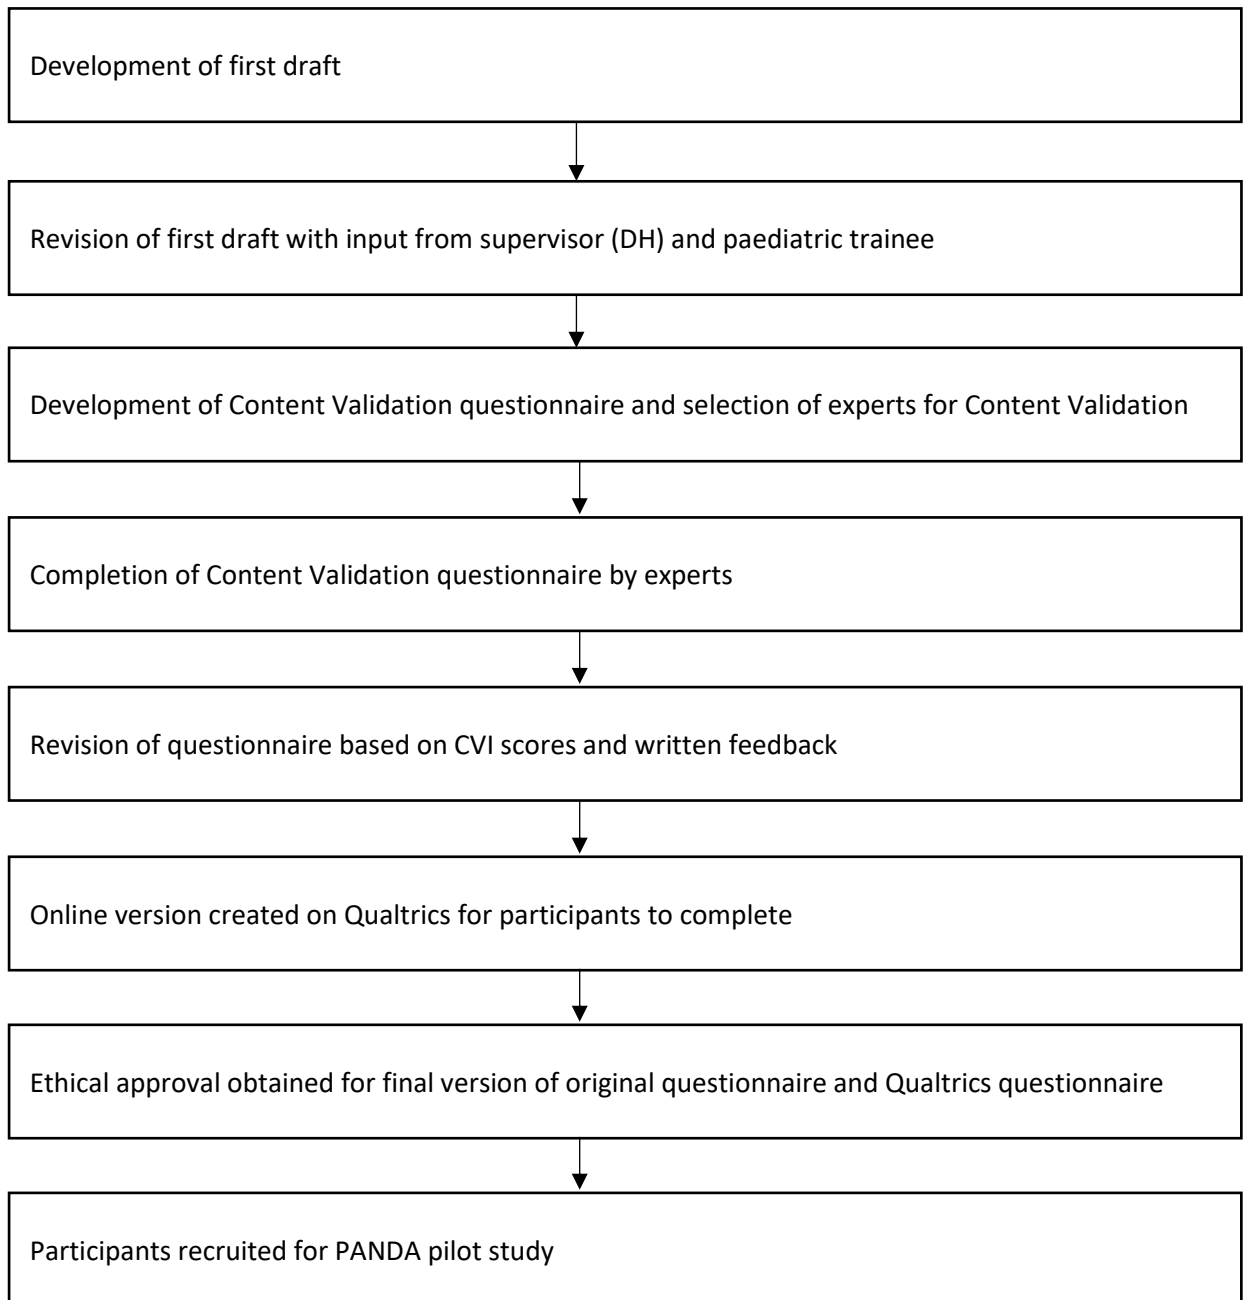 Development of first draft
Revision of first draft with input from supervisor (DH) and paediatric trainee
Development of Content Validation questionnaire and selection of experts for Content Validation
Completion of Content Validation questionnaire by experts
Revision of questionnaire based on CVI scores and written feedback
Online version created on Qualtrics for participants to complete
Ethical approval obtained for final version of original questionnaire and Qualtrics questionnaire
Participants recruited for PANDA pilot study